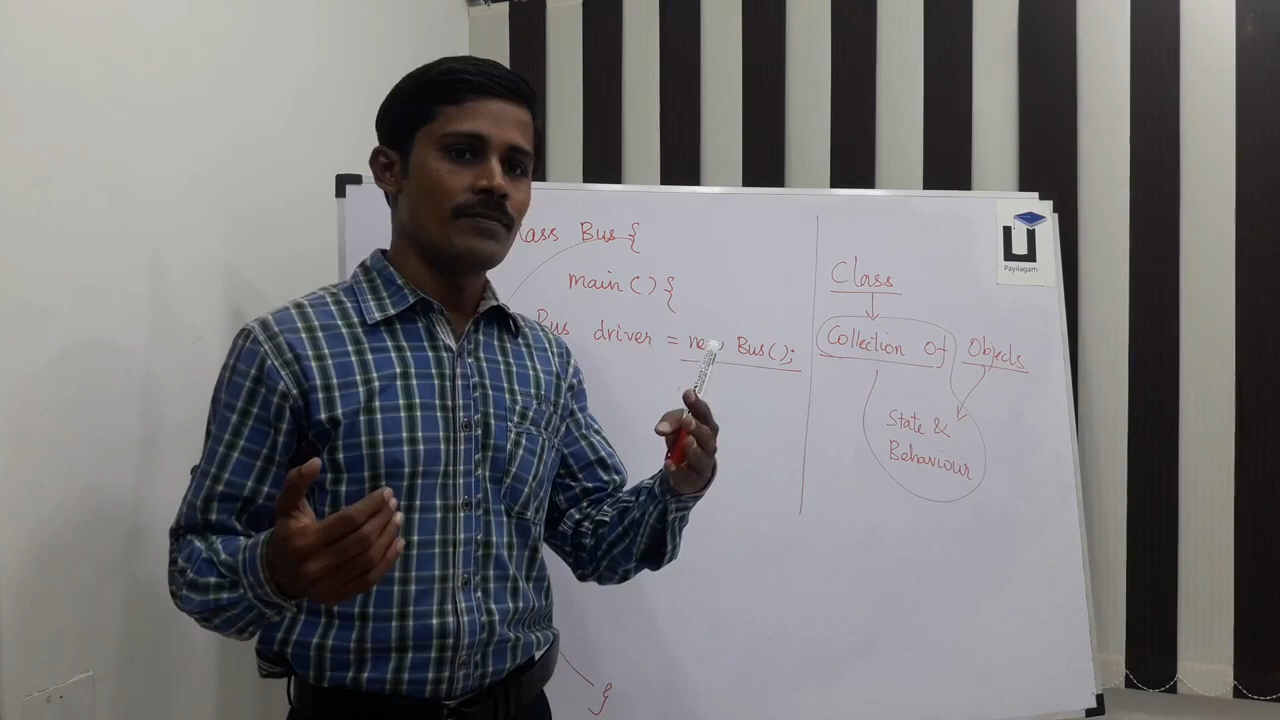 class Bus {
main() {
Bus driver = new Bus();
}
Class
Collection of Objects
State &
Behaviour
Payilagam